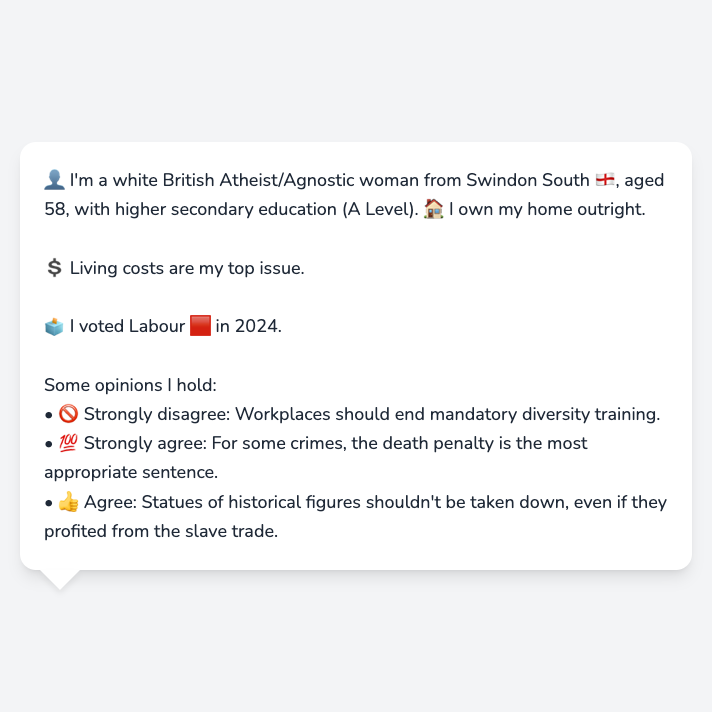 👤 I'm a white British Atheist/Agnostic woman from Swindon South 🏴󠁧󠁢󠁥󠁮󠁧󠁿, aged
58, with higher secondary education (A Level). 🏠 I own my home outright.
💲 Living costs are my top issue.
🗳️ I voted Labour 🟥 in 2024.
Some opinions I hold:
• 🚫 Strongly disagree: Workplaces should end mandatory diversity training.
• 💯 Strongly agree: For some crimes, the death penalty is the most
appropriate sentence.
• 👍 Agree: Statues of historical figures shouldn't be taken down, even if they
profited from the slave trade.